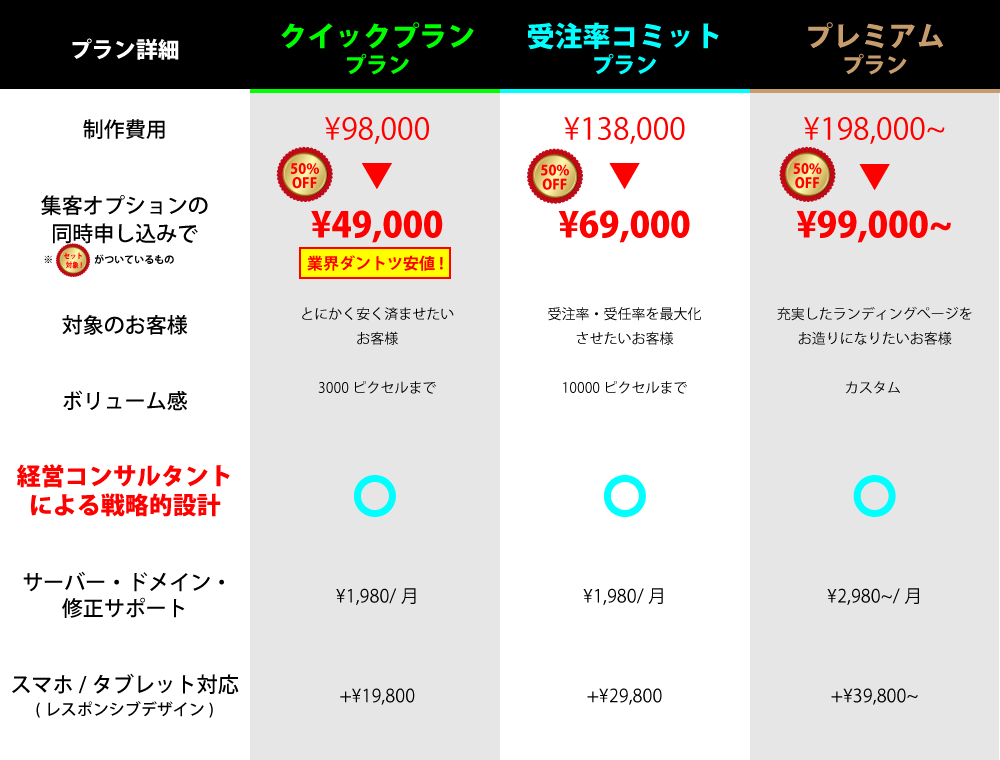 プラン詳細
クイックプラン
プラン
受注率コミット
プラン
プレミアム
プラン
制作費用
¥98,000
¥138,000
¥198,000~
50%
OFF
50%
OFF
50%
OFF
集客オプションの
同時申し込みで
※ セット対象! がついているもの
¥49,000
¥69,000
¥99,000~
業界ダントツ安値！
対象のお客様
とにかく安く済ませたい
お客様
受注率・受任率を最大化
させたいお客様
充実したランディングページを
お造りになりたいお客様
ボリューム感
3000 ピクセルまで
10000 ピクセルまで
カスタム
経営コンサルタント
による戦略的設計
サーバー・ドメイン・
修正サポート
¥1,980/ 月
¥1,980/ 月
¥2,980~/ 月
スマホ / タブレット対応
( レスポンシブデザイン )
+¥19,800
+¥29,800
+¥39,800~